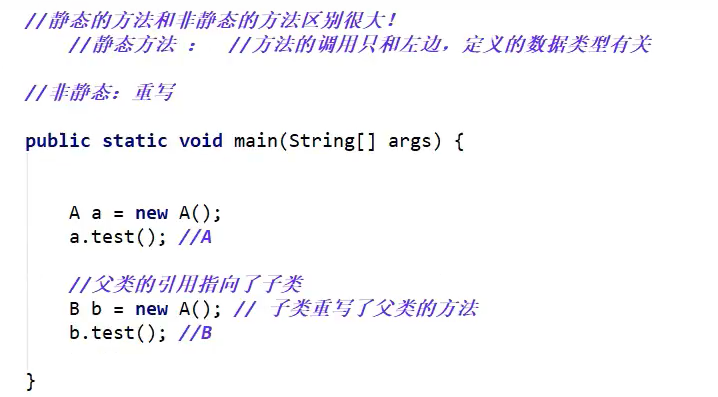 //静态的方法和非静态的方法区别很大!
//静态方法 :  //方法的调用只和左边，定义的数据类型有关
//非静态：重写
public static void main(String[] args) {
A a = new A();
a.test(); //A
//父类的引用指向了子类
B b = new A(); // 子类重写了父类的方法
b.test(); //B
}